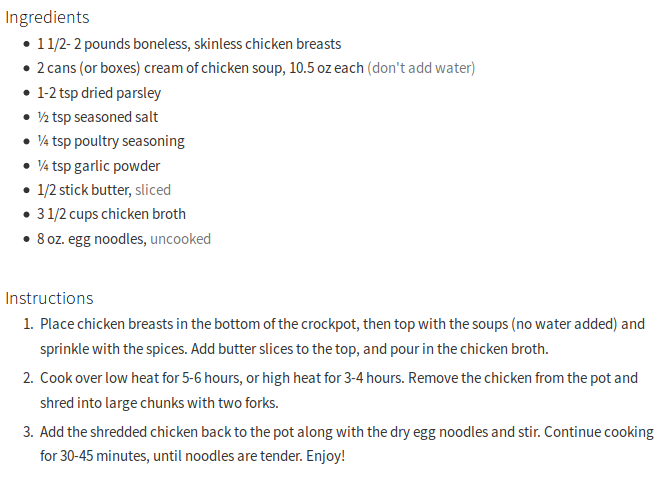 Ingredients
• 1 1/2- 2 pounds boneless, skinless chicken breasts
• 2 cans (or boxes) cream of chicken soup, 10.5 oz each (don't add water)
• 1-2 tsp dried parsley
• ½ tsp seasoned salt
• ¼ tsp poultry seasoning
• ¼ tsp garlic powder
• 1/2 stick butter, sliced
• 3 1/2 cups chicken broth
• 8 oz. egg noodles, uncooked
Instructions
1. Place chicken breasts in the bottom of the crockpot, then top with the soups (no water added) and
sprinkle with the spices. Add butter slices to the top, and pour in the chicken broth.
2. Cook over low heat for 5-6 hours, or high heat for 3-4 hours. Remove the chicken from the pot and
shred into large chunks with two forks.
3. Add the shredded chicken back to the pot along with the dry egg noodles and stir. Continue cooking
for 30-45 minutes, until noodles are tender. Enjoy!